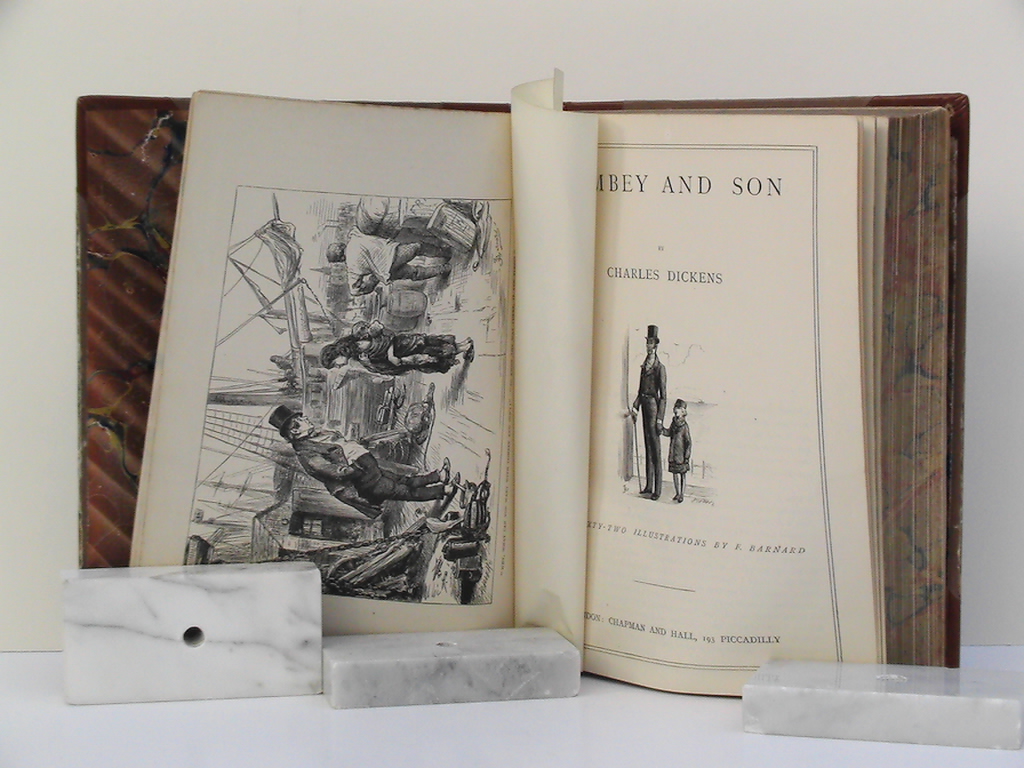 MBEY AND SON
BY
CHARLES DICKENS
TY-TWO ILLUSTRATIONS BY F. BARNARD
DON: CHAPMAN AND HALL, 193 PICCADILLY